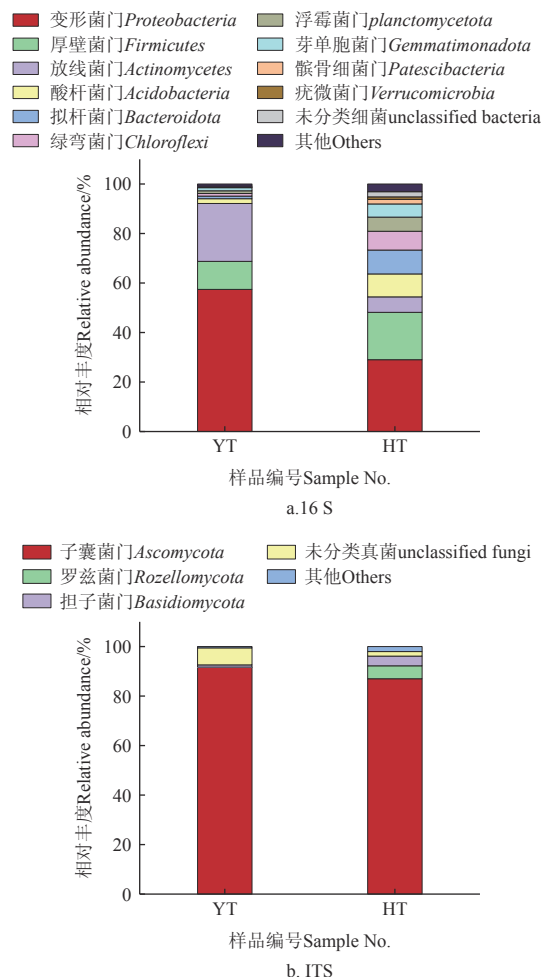 变形菌门Proteobacteria
厚壁菌门Firmicutes
放线菌门Actinomycetes
酸杆菌门Acidobacteria
拟杆菌门Bacteroidota
绿弯菌门Chloroflexi
浮霉菌门planctomycetota
芽单胞菌门Gemmatimonadota
髌骨细菌门Patescibacteria
疣微菌门Verrucomicrobia
未分类细菌unclassified bacteria
其他Others
相对丰度Relative abundance/%
100
80
60
40
20
0
YT HT
样品编号Sample No.
a.16 S
子囊菌门Ascomycota
罗兹菌门Rozellomycota
担子菌门Basidiomycota
未分类真菌unclassified fungi
其他Others
相对丰度Relative abundance/%
100
80
60
40
20
0
YT HT
样品编号Sample No.
b. ITS